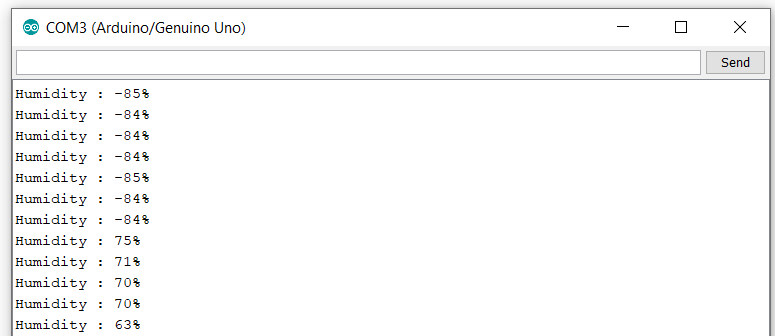 COM3 (Arduino/Genuino Uno)
Send
Humidity : -85%
Humidity : -84%
Humidity : -84%
Humidity : -84%
Humidity : -85%
Humidity : -84%
Humidity : -84%
Humidity : 75%
Humidity : 71%
Humidity : 70%
Humidity : 70%
Humidity : 63%